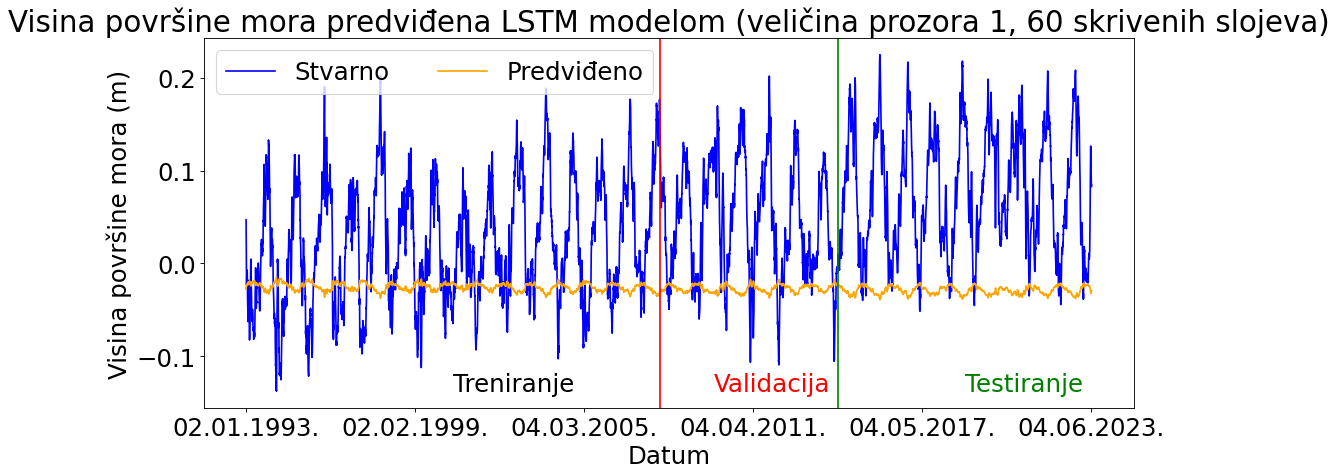 Visina površine mora predviđena LSTM modelom (veličina prozora 1, 60 skrivenih slojeva)
Stvarno
Predviđeno
Visina površine mora (m)
0.2
0.1
0.0
−0.1
Treniranje
Validacija
Testiranje
02.01.1993.
02.02.1999.
04.03.2005.
04.04.2011.
04.05.2017.
04.06.2023.
Datum